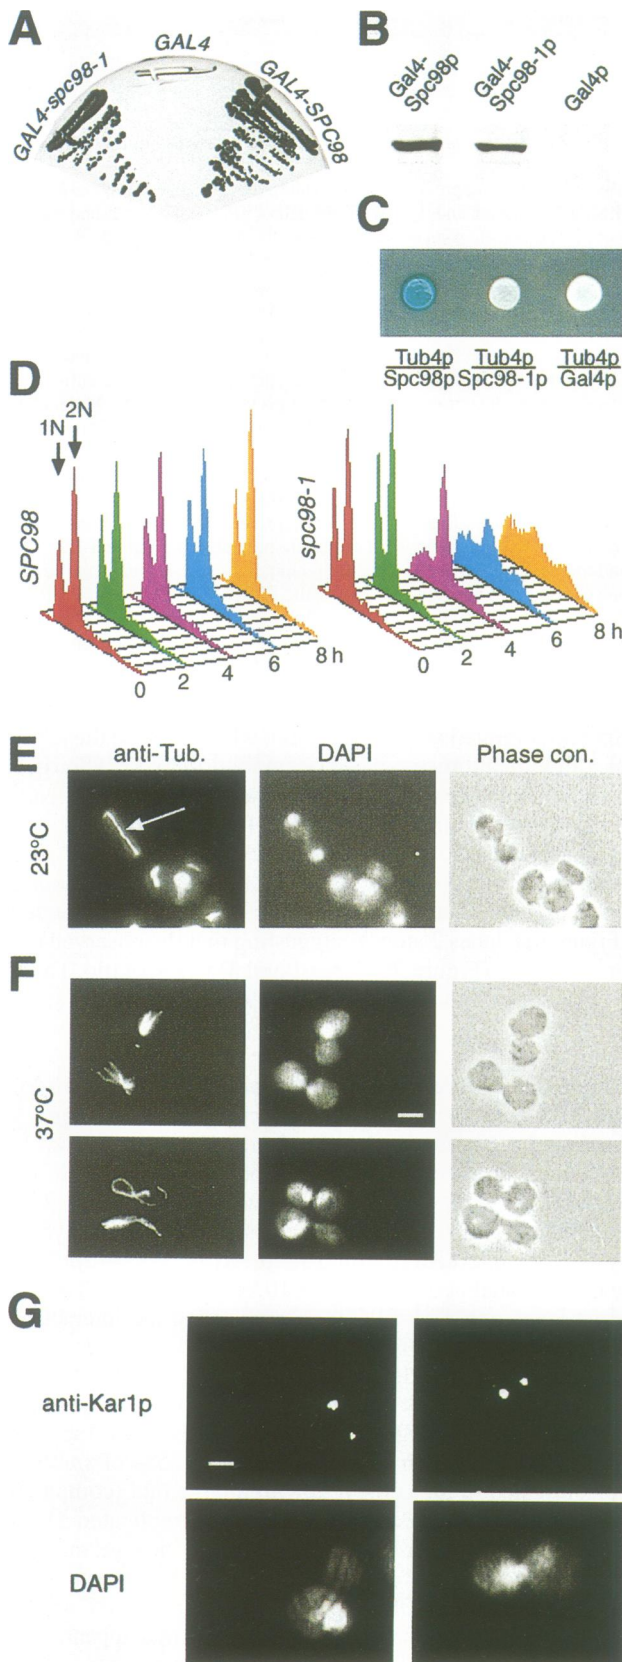 A
GAL4-spc98-1
GAL4
GAL4-SPC98
B
Gal4-
Spc98p
Gal4-
Spc98-1p
Gal4p
C
Tub4p
Spc98p
Tub4p
Spc98-1p
Tub4p
Gal4p
D
1N
2N
SPC98
0
2
4
6
8 h
spc98-1
0
2
4
6
8 h
E
anti-Tub.
DAPI
Phase con.
23°C
F
37°C
G
anti-Kar1p
DAPI